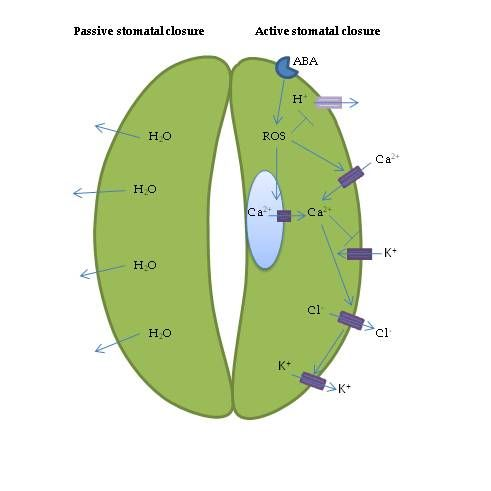 Passive stomatal closure
Active stomatal closure
ABA
H⁺
H₂O
ROS
Ca²⁺
H₂O
Ca²⁺
Ca²⁺
K⁺
H₂O
Cl⁻
H₂O
Cl⁻
K⁺
K⁺